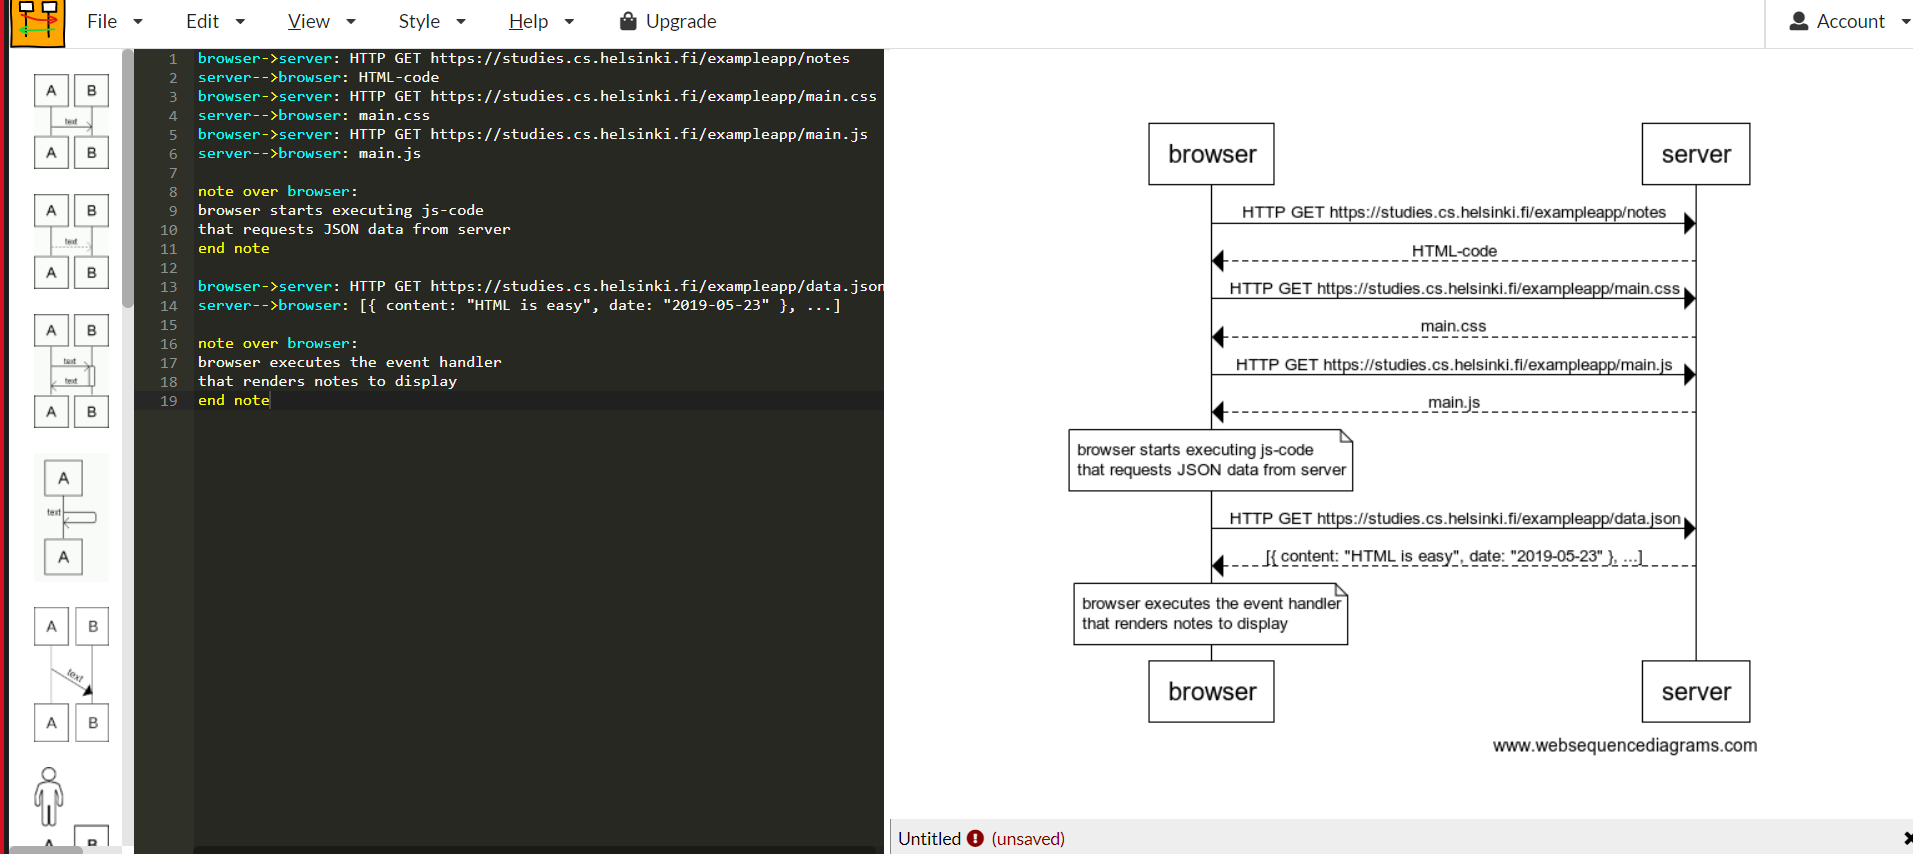 File Edit View Style Help Upgrade Account
A B
text
A B
A B
text
A B
A B
text
text
A B
A
text
A
A B
text
A B
A B
1 browser->server: HTTP GET https://studies.cs.helsinki.fi/exampleapp/notes
2 server-->browser: HTML-code
3 browser->server: HTTP GET https://studies.cs.helsinki.fi/exampleapp/main.css
4 server-->browser: main.css
5 browser->server: HTTP GET https://studies.cs.helsinki.fi/exampleapp/main.js
6 server-->browser: main.js
7
8 note over browser:
9 browser starts executing js-code
10 that requests JSON data from server
11 end note
12
13 browser->server: HTTP GET https://studies.cs.helsinki.fi/exampleapp/data.json
14 server-->browser: [{ content: "HTML is easy", date: "2019-05-23" }, ...]
15
16 note over browser:
17 browser executes the event handler
18 that renders notes to display
19 end note
browser server
HTTP GET https://studies.cs.helsinki.fi/exampleapp/notes
HTML-code
HTTP GET https://studies.cs.helsinki.fi/exampleapp/main.css
main.css
HTTP GET https://studies.cs.helsinki.fi/exampleapp/main.js
main.js
browser starts executing js-code
that requests JSON data from server
HTTP GET https://studies.cs.helsinki.fi/exampleapp/data.json
[{ content: "HTML is easy", date: "2019-05-23" }, ...]
browser executes the event handler
that renders notes to display
browser server
www.websequencediagrams.com
Untitled (unsaved)